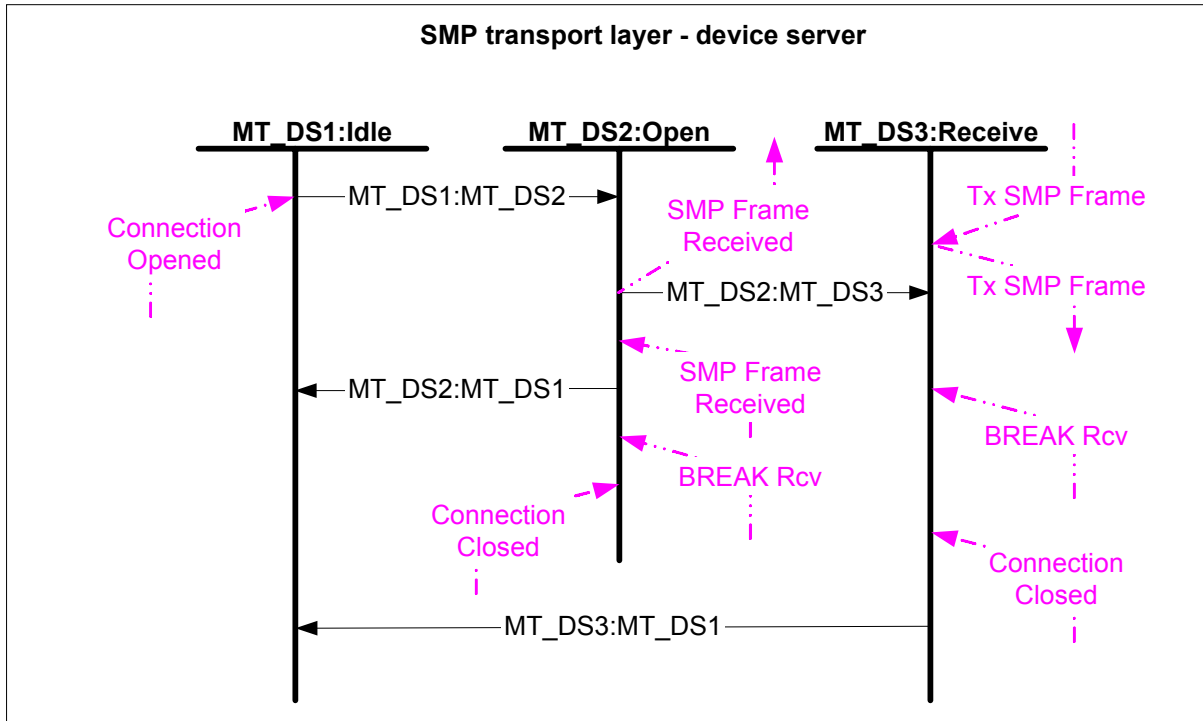 SMP transport layer - device server
MT_DS1:Idle
MT_DS2:Open
MT_DS3:Receive
MT_DS1:MT_DS2
Connection
Opened
SMP Frame
Received
Tx SMP Frame
MT_DS2:MT_DS3
Tx SMP Frame
MT_DS2:MT_DS1
SMP Frame
Received
BREAK Rcv
BREAK Rcv
Connection
Closed
Connection
Closed
MT_DS3:MT_DS1